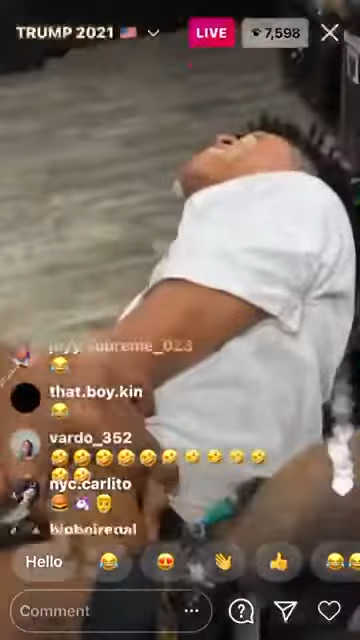 TRUMP 2021 🇺🇸
LIVE
7,598
😂
that.boy.kin
😂
vardo_352
🤣🤣🤣🤣🤣🤣🤣🤣🤣🤣
🤣🤣
nyc.carlito
🍔🦄👨
Hello 😂 😍 👋 👍 😂
Comment